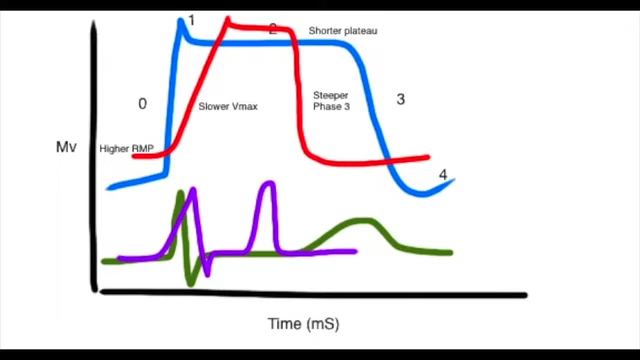 1
2
Shorter plateau
0
Slower Vmax
Steeper
Phase 3
3
Mv
Higher RMP
4
Time (mS)